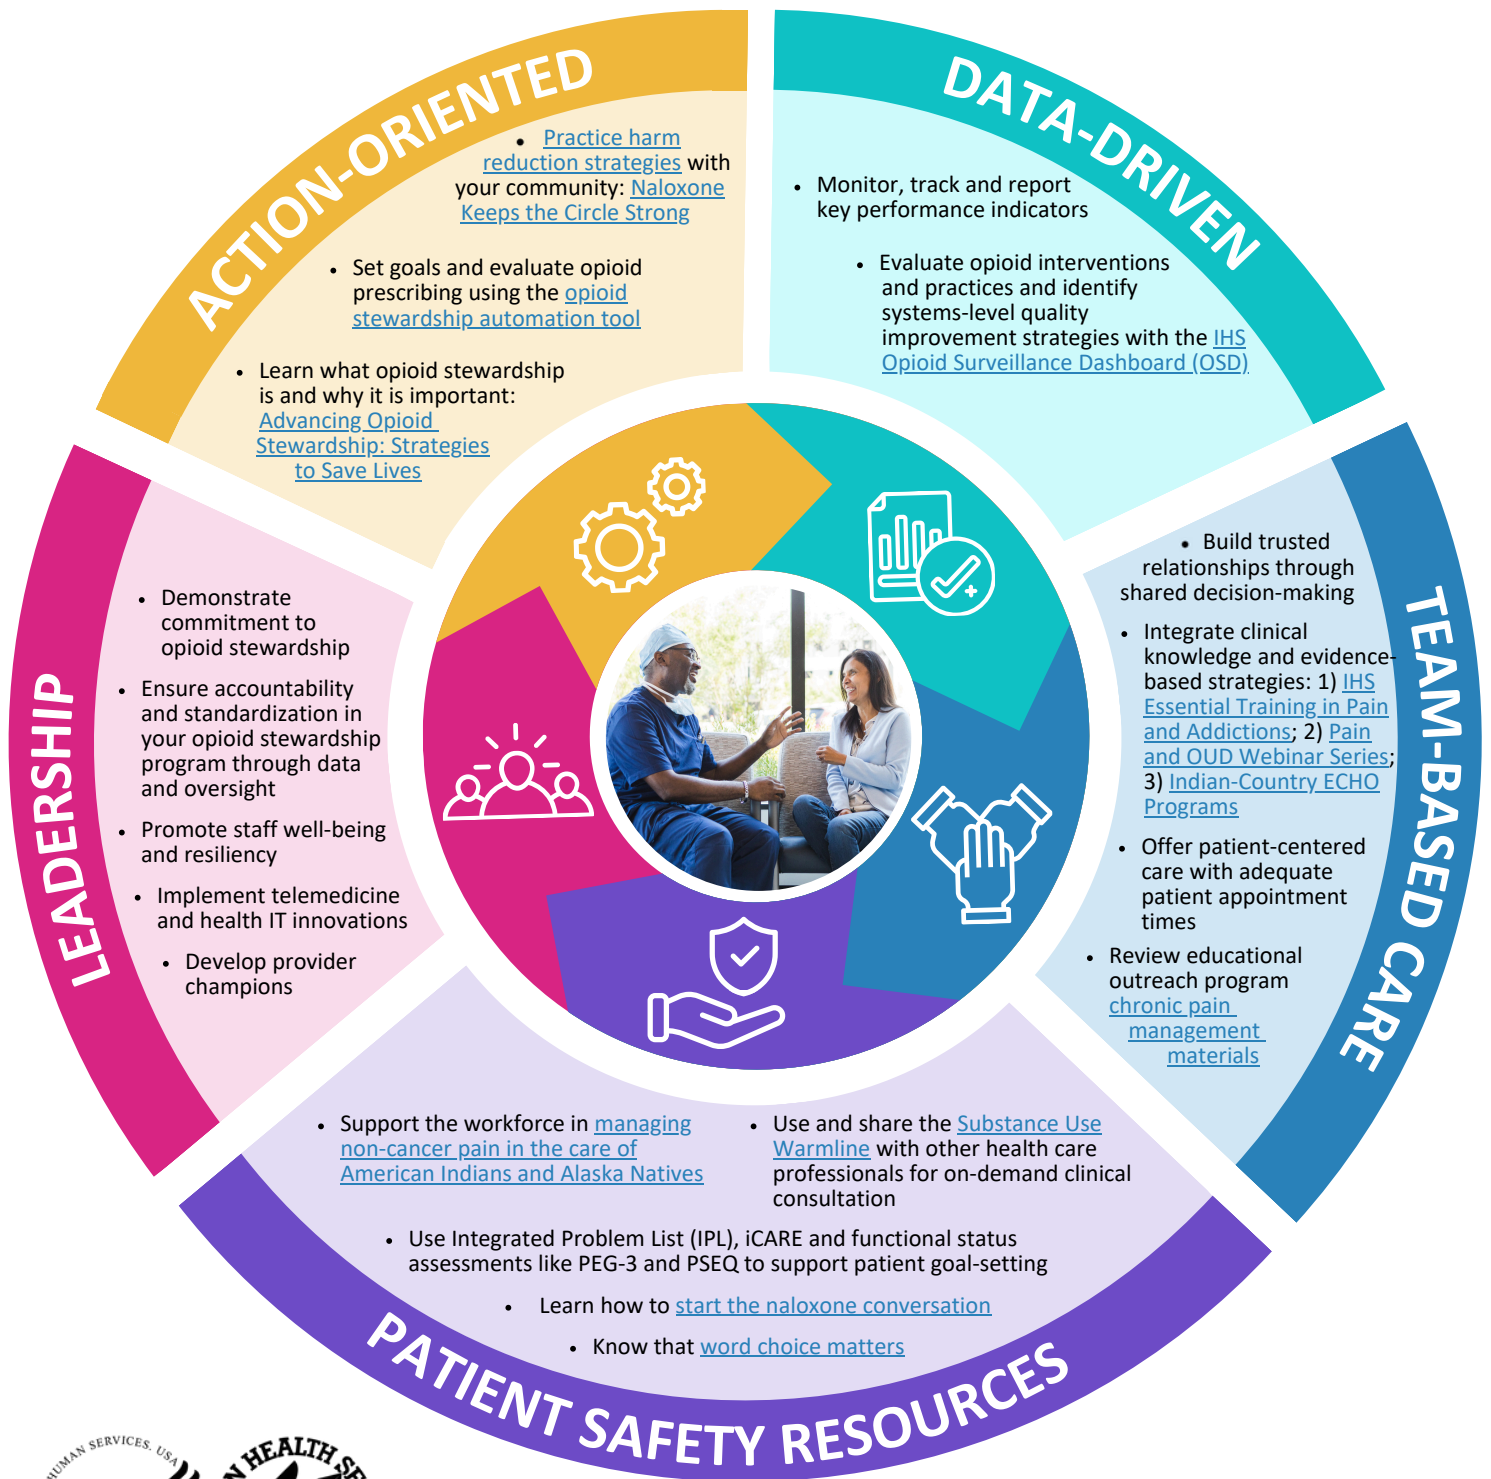 ACTION-ORIENTED
• Practice harm
reduction strategies with
your community: Naloxone
Keeps the Circle Strong
• Set goals and evaluate opioid
prescribing using the opioid
stewardship automation tool
• Learn what opioid stewardship
is and why it is important:
Advancing Opioid
Stewardship: Strategies
to Save Lives
DATA-DRIVEN
• Monitor, track and report
key performance indicators
• Evaluate opioid interventions
and practices and identify
systems-level quality
improvement strategies with the IHS
Opioid Surveillance Dashboard (OSD)
TEAM-BASED CARE
• Build trusted
relationships through
shared decision-making
• Integrate clinical
knowledge and evidence-
based strategies: 1) IHS
Essential Training in Pain
and Addictions; 2) Pain
and OUD Webinar Series;
3) Indian-Country ECHO
Programs
• Offer patient-centered
care with adequate
patient appointment
times
• Review educational
outreach program
chronic pain
management
materials
PATIENT SAFETY RESOURCES
• Support the workforce in managing
non-cancer pain in the care of
American Indians and Alaska Natives
• Use and share the Substance Use
Warmline with other health care
professionals for on-demand clinical
consultation
• Use Integrated Problem List (IPL), iCARE and functional status
assessments like PEG-3 and PSEQ to support patient goal-setting
• Learn how to start the naloxone conversation
• Know that word choice matters
LEADERSHIP
• Demonstrate
commitment to
opioid stewardship
• Ensure accountability
and standardization in
your opioid stewardship
program through data
and oversight
• Promote staff well-being
and resiliency
• Implement telemedicine
and health IT innovations
• Develop provider
champions
HUMAN SERVICES. USA
HEALTH